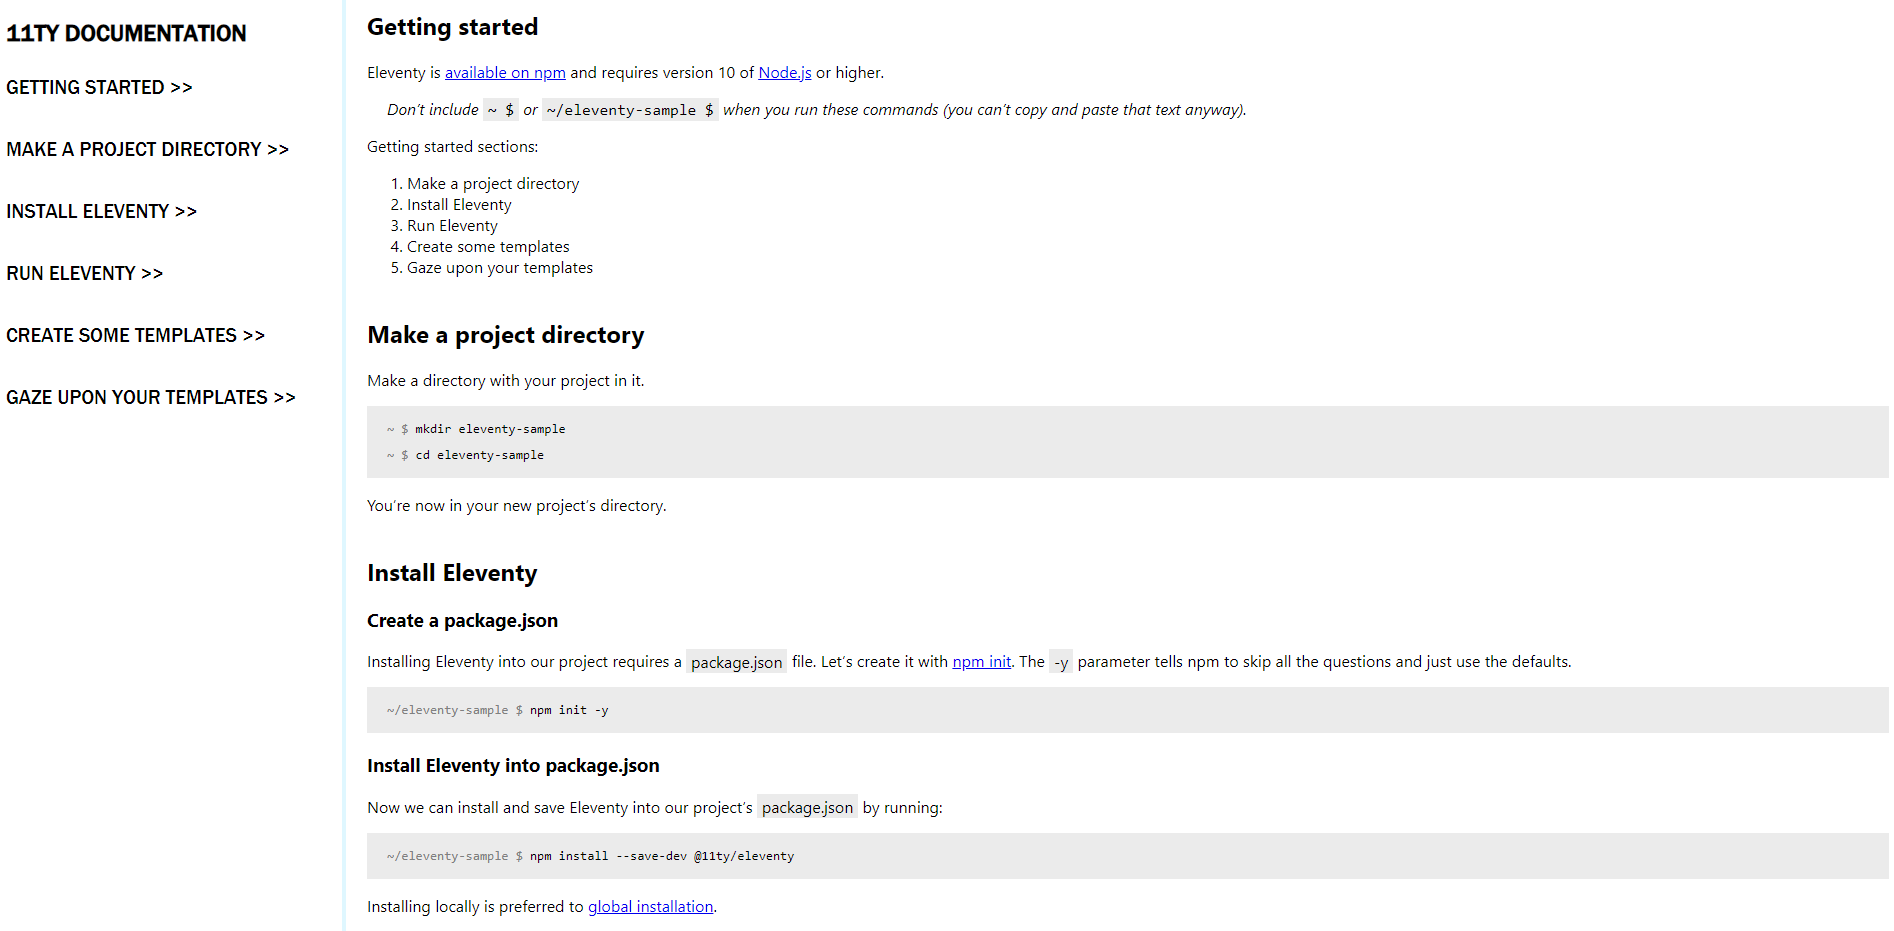 11TY DOCUMENTATION
GETTING STARTED >>
MAKE A PROJECT DIRECTORY >>
INSTALL ELEVENTY >>
RUN ELEVENTY >>
CREATE SOME TEMPLATES >>
GAZE UPON YOUR TEMPLATES >>
Getting started
Eleventy is available on npm and requires version 10 of Node.js or higher.
Don’t include ~ $ or ~/eleventy-sample $ when you run these commands (you can’t copy and paste that text anyway).
Getting started sections:
1. Make a project directory
2. Install Eleventy
3. Run Eleventy
4. Create some templates
5. Gaze upon your templates
Make a project directory
Make a directory with your project in it.
~ $ mkdir eleventy-sample
~ $ cd eleventy-sample
You’re now in your new project’s directory.
Install Eleventy
Create a package.json
Installing Eleventy into our project requires a package.json file. Let’s create it with npm init. The -y parameter tells npm to skip all the questions and just use the defaults.
~/eleventy-sample $ npm init -y
Install Eleventy into package.json
Now we can install and save Eleventy into our project’s package.json by running:
~/eleventy-sample $ npm install --save-dev @11ty/eleventy
Installing locally is preferred to global installation.